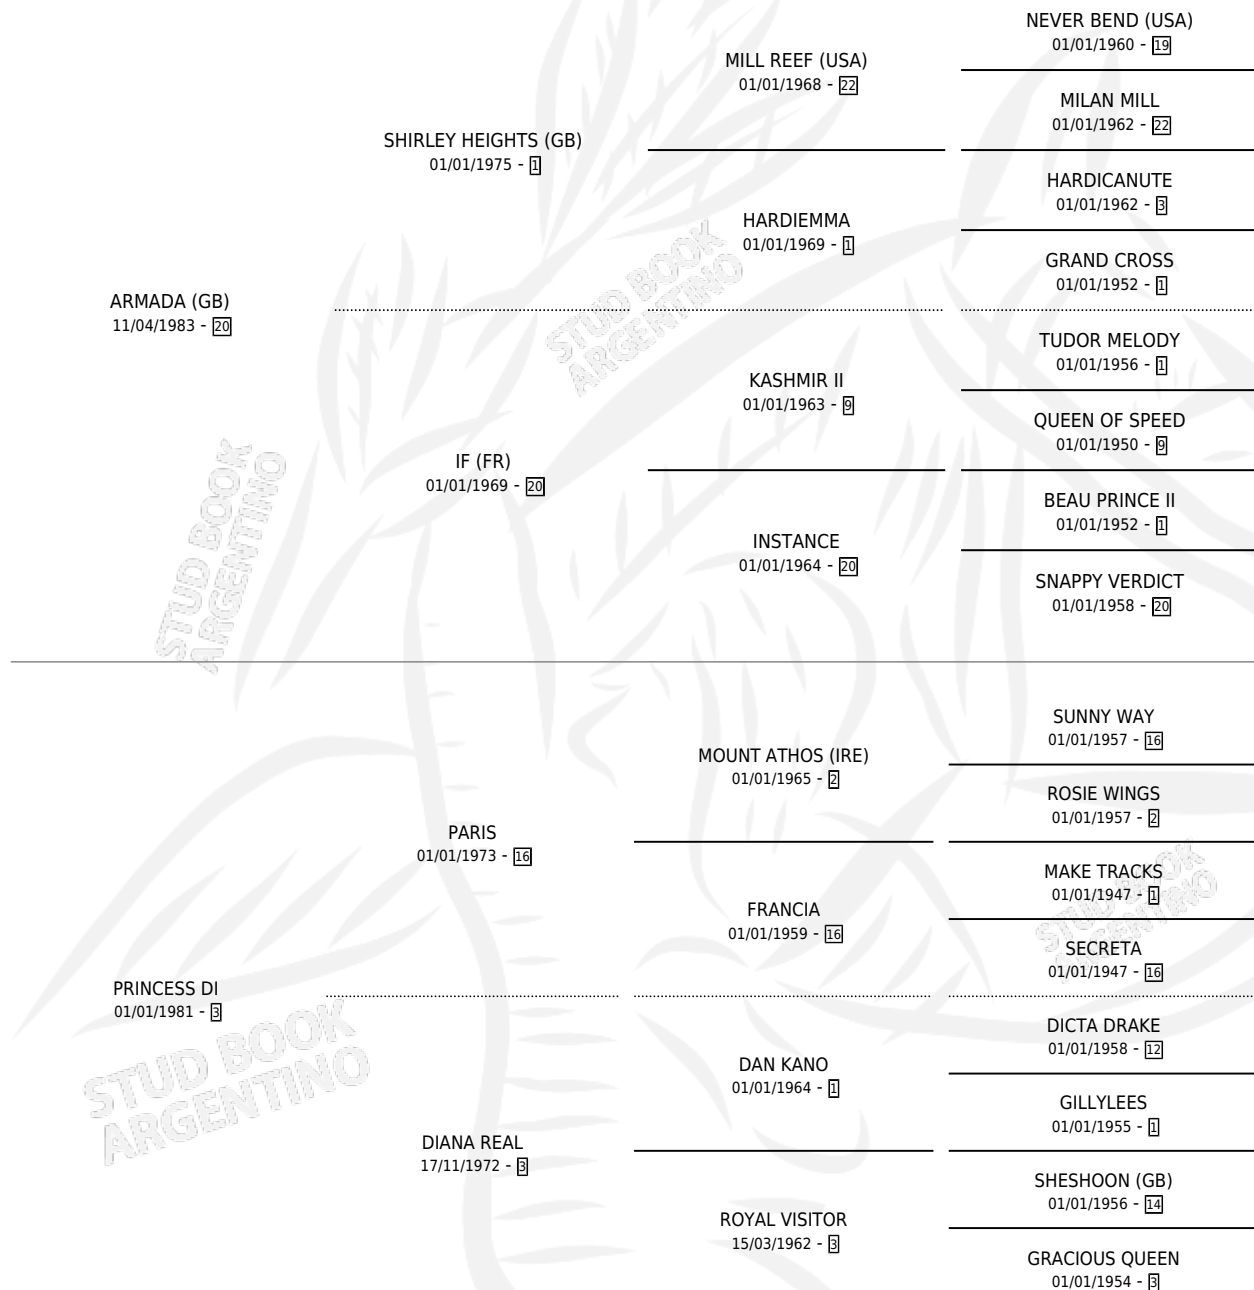 NEVER BEND (USA)
01/01/1960 - 19
MILL REEF (USA)
01/01/1968 - 22
MILAN MILL
01/01/1962 - 22
SHIRLEY HEIGHTS (GB)
01/01/1975 - 1
HARDICANUTE
01/01/1962 - 3
HARDIEMMA
01/01/1969 - 1
GRAND CROSS
01/01/1952 - 1
ARMADA (GB)
11/04/1983 - 20
STUD BOOK
ARGENTINO
TUDOR MELODY
01/01/1956 - 1
KASHMIR II
01/01/1963 - 9
QUEEN OF SPEED
01/01/1950 - 9
IF (FR)
01/01/1969 - 20
BEAU PRINCE II
01/01/1952 - 1
INSTANCE
01/01/1964 - 20
SNAPPY VERDICT
01/01/1958 - 20
STUD BOOK
ARGENTINO
SUNNY WAY
01/01/1957 - 16
MOUNT ATHOS (IRE)
01/01/1965 - 2
ROSIE WINGS
01/01/1957 - 2
PARIS
01/01/1973 - 16
MAKE TRACKS
01/01/1947 - 1
FRANCIA
01/01/1959 - 16
STUD BOOK
ARGENTINO
SECRETA
01/01/1947 - 16
PRINCESS DI
01/01/1981 - 3
STUD BOOK
ARGENTINO
DICTA DRAKE
01/01/1958 - 12
DAN KANO
01/01/1964 - 1
GILLYLEES
01/01/1955 - 1
DIANA REAL
17/11/1972 - 3
SHESHOON (GB)
01/01/1956 - 14
ROYAL VISITOR
15/03/1962 - 3
GRACIOUS QUEEN
01/01/1954 - 3